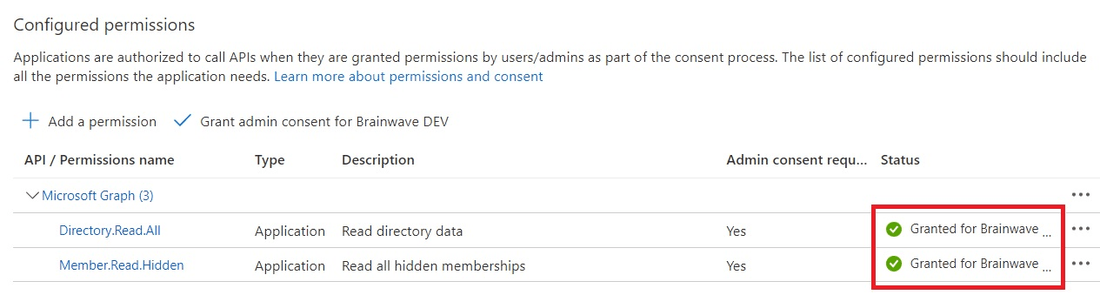 Configured permissions
Applications are authorized to call APIs when they are granted permissions by users/admins as part of the consent process. The list of configured permissions should include
all the permissions the application needs. Learn more about permissions and consent
Add a permission Grant admin consent for Brainwave DEV
API / Permissions name Type Description Admin consent requ... Status
Microsoft Graph (3) ...
Directory.Read.All Application Read directory data Yes Granted for Brainwave ... ...
Member.Read.Hidden Application Read all hidden memberships Yes Granted for Brainwave ... ...